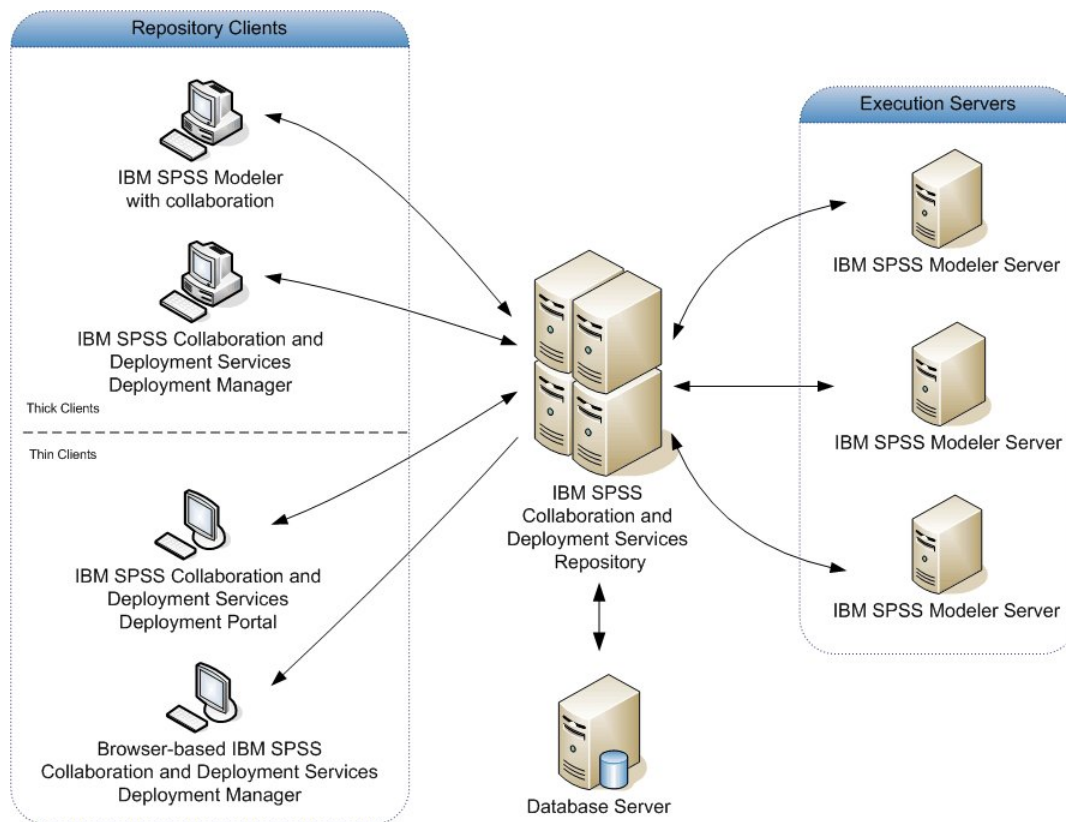 Repository Clients
IBM SPSS Modeler
with collaboration
IBM SPSS Collaboration and
Deployment Services
Deployment Manager
Thick Clients
Thin Clients
IBM SPSS Collaboration and
Deployment Services
Deployment Portal
Browser-based IBM SPSS
Collaboration and Deployment Services
Deployment Manager
IBM SPSS
Collaboration and
Deployment Services
Repository
Database Server
Execution Servers
IBM SPSS Modeler Server
IBM SPSS Modeler Server
IBM SPSS Modeler Server